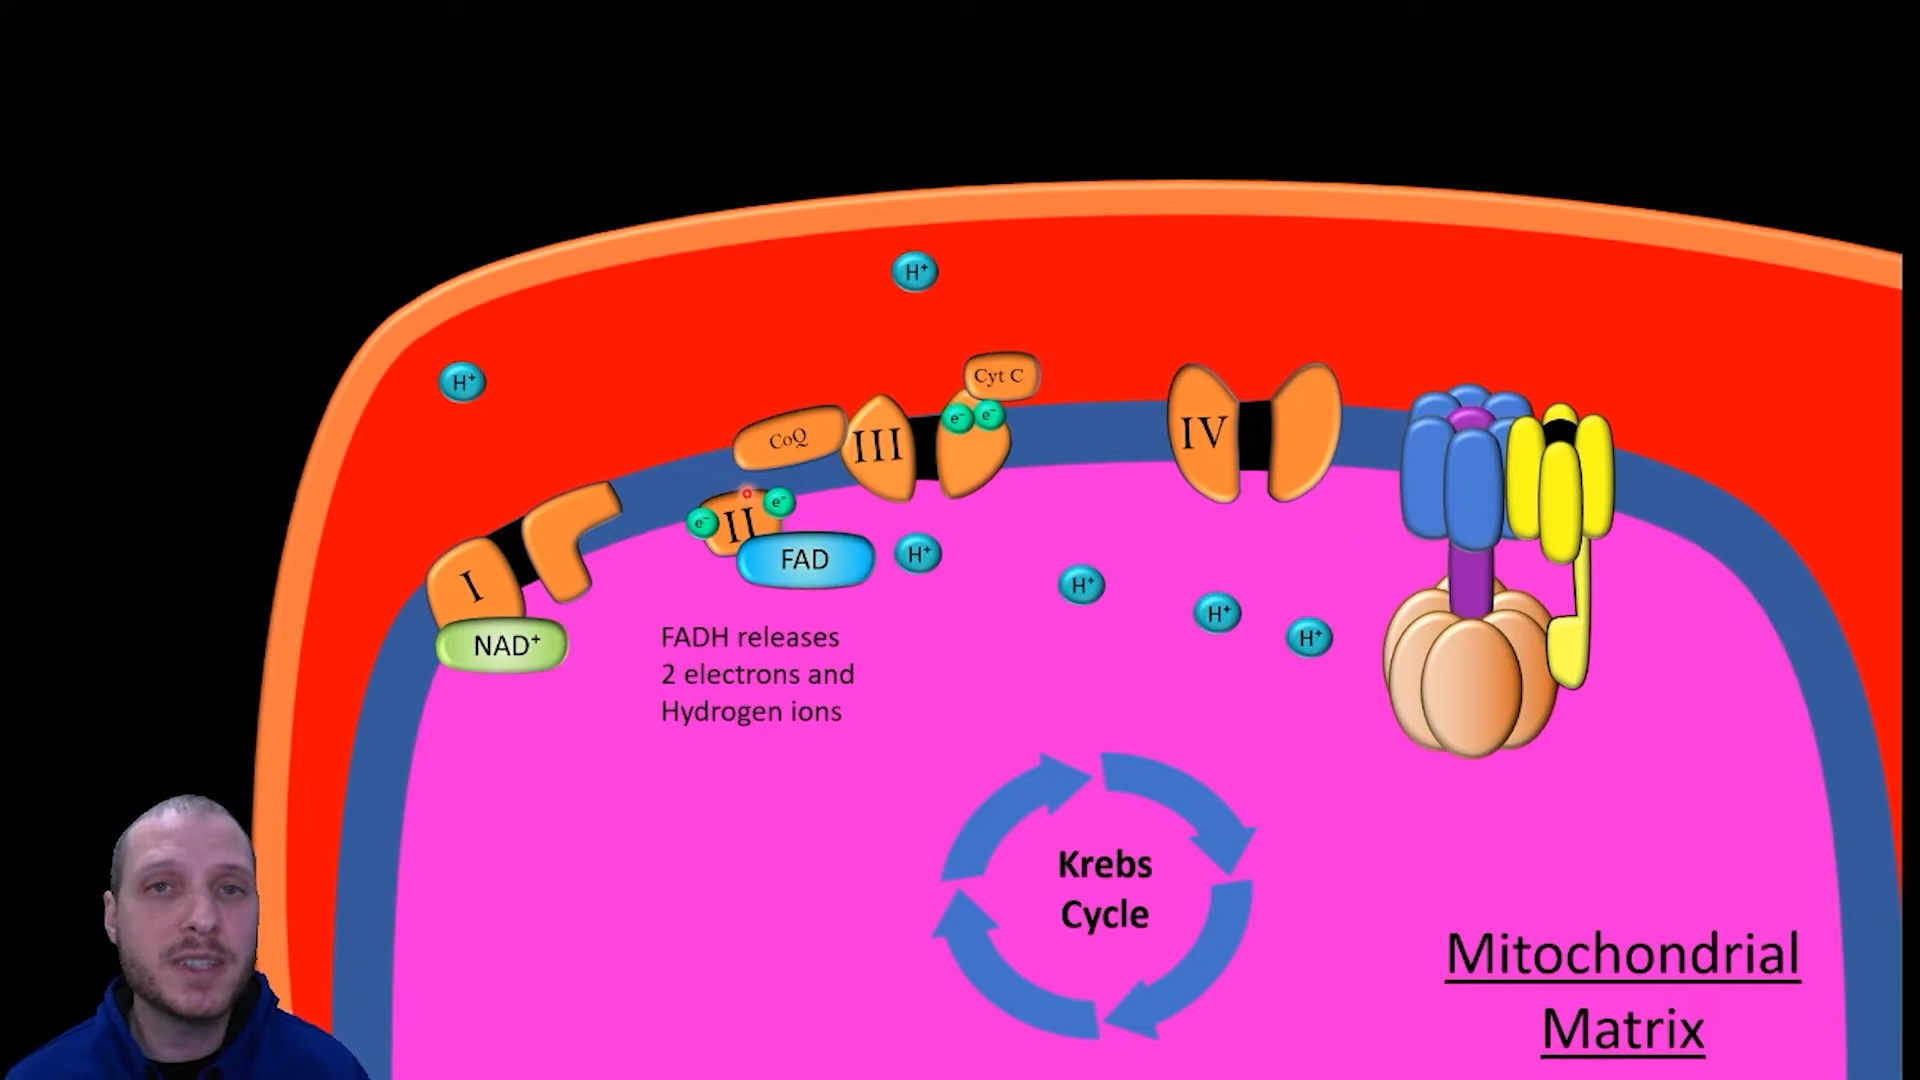 H⁺
H⁺
Cyt C
e⁻ e⁻
CoQ
III
IV
e⁻
e⁻
II
FAD
H⁺
H⁺
H⁺
H⁺
I
NAD⁺
FADH releases
2 electrons and
Hydrogen ions
Krebs
Cycle
Mitochondrial
Matrix